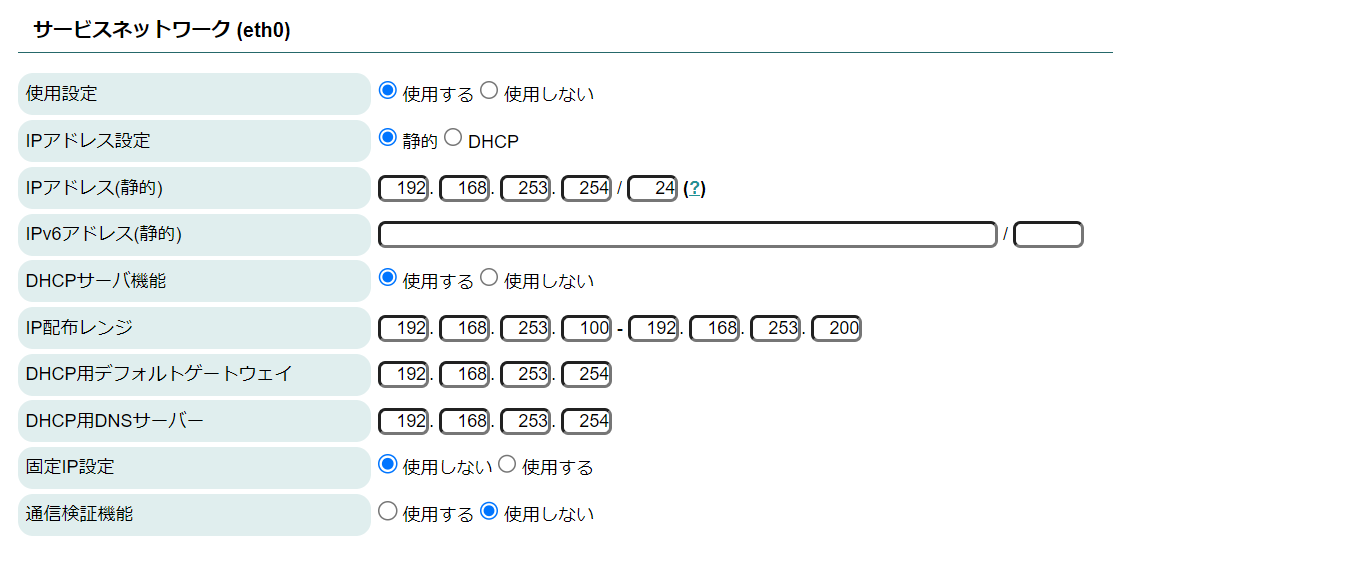 サービスネットワーク (eth0)
使用設定 使用する 使用しない
IPアドレス設定 静的 DHCP
IPアドレス(静的) 192. 168. 253. 254 / 24 (?)
IPv6アドレス(静的) /
DHCPサーバ機能 使用する 使用しない
IP配布レンジ 192. 168. 253. 100 - 192. 168. 253. 200
DHCP用デフォルトゲートウェイ 192. 168. 253. 254
DHCP用DNSサーバー 192. 168. 253. 254
固定IP設定 使用しない 使用する
通信検証機能 使用する 使用しない